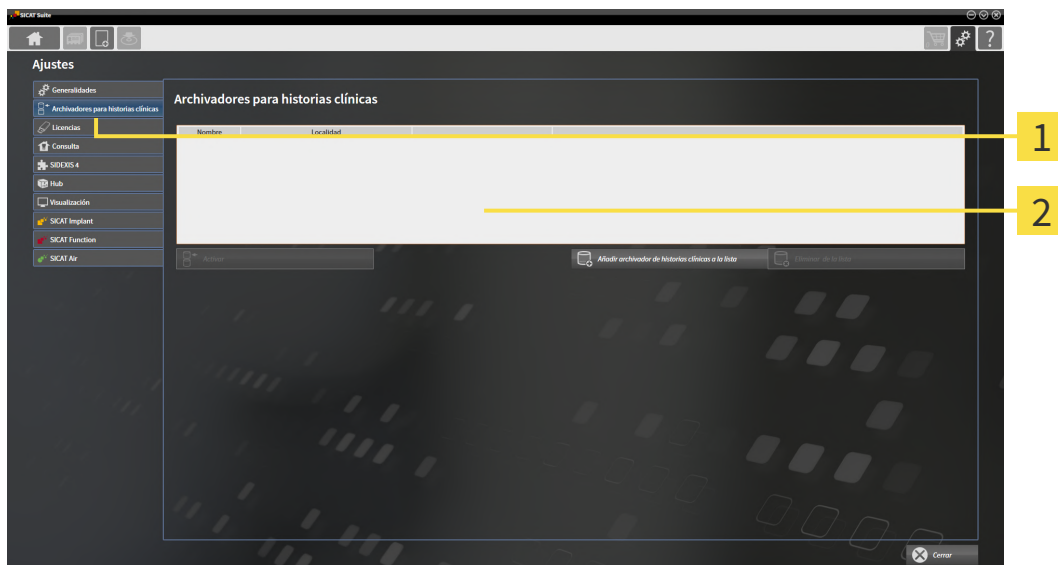 SICAT Suite
?
Ajustes
Generalidades
Archivadores para historias clínicas
Licencias
Consulta
SIDEXIS 4
Hub
Visualización
SICAT Implant
SICAT Function
SICAT Air
Archivadores para historias clínicas
Nombre Localidad
Activar Añadir archivador de historias clínicas a la lista Eliminar de la lista
Cerrar
1
2